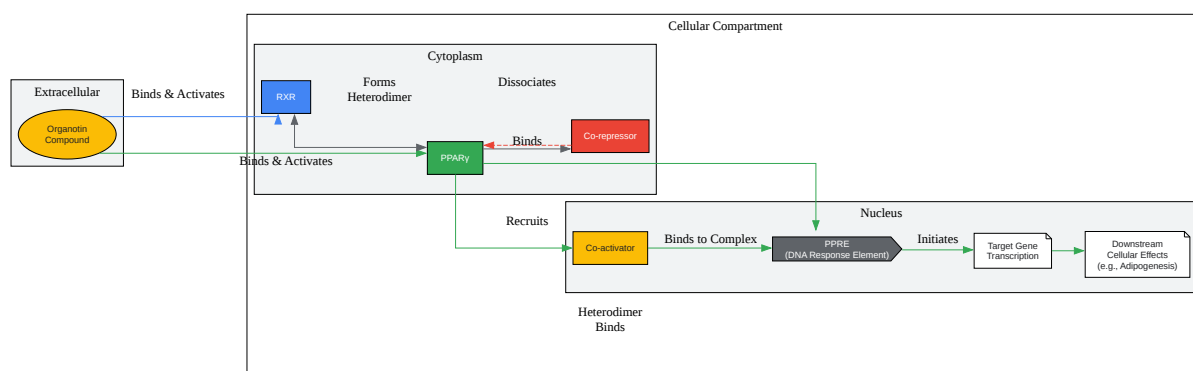 Cellular Compartment
Cytoplasm
Extracellular
Binds & Activates
RXR
Forms
Heterodimer
Dissociates
Organotin
Compound
Co-repressor
Binds
PPARγ
Binds & Activates
Nucleus
Recruits
Co-activator
Binds to Complex
PPRE
(DNA Response Element)
Initiates
Target Gene
Transcription
Downstream
Cellular Effects
(e.g., Adipogenesis)
Heterodimer
Binds